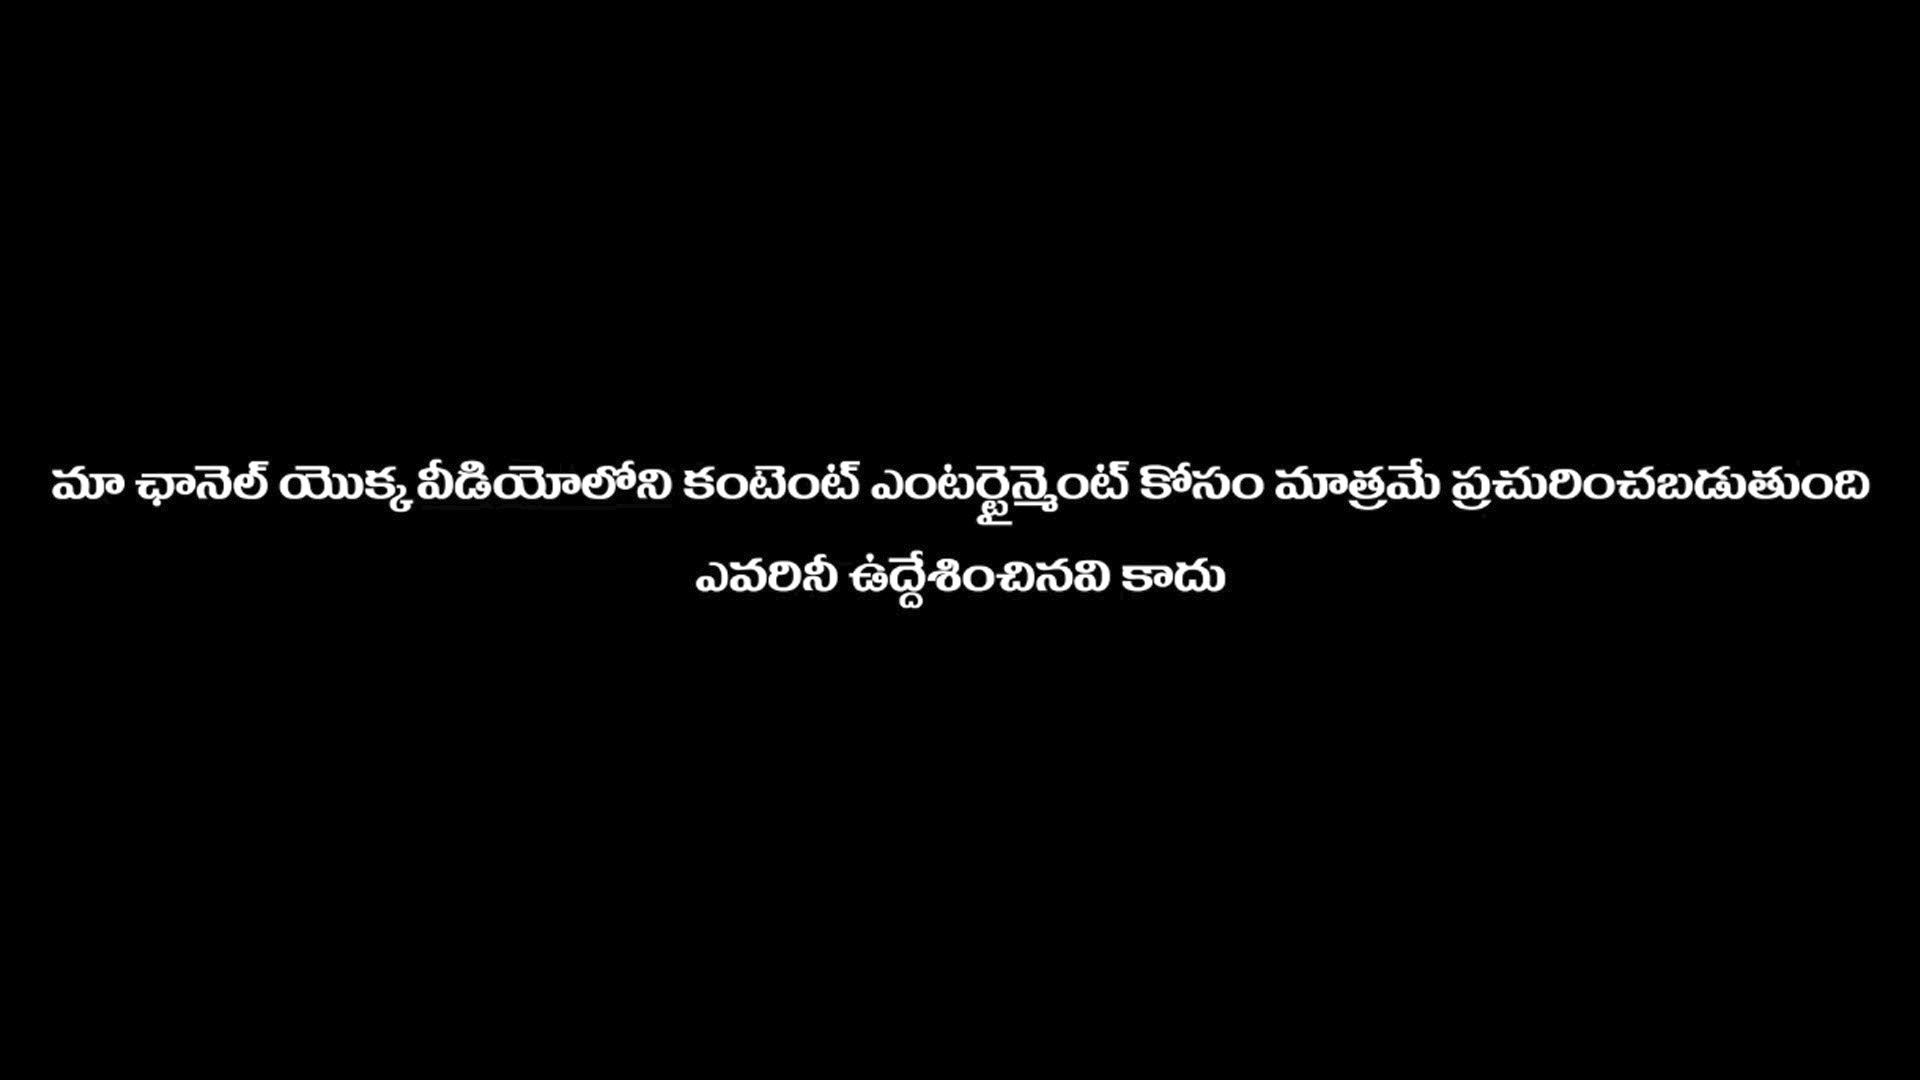 మా ఛానెల్ యొక్క వీడియోలోని కంటెంట్ ఎంటర్టైన్మెంట్ కోసం మాత్రమే ప్రచురించబడుతుంది
ఎవరినీ ఉద్దేశించినవి కాదు